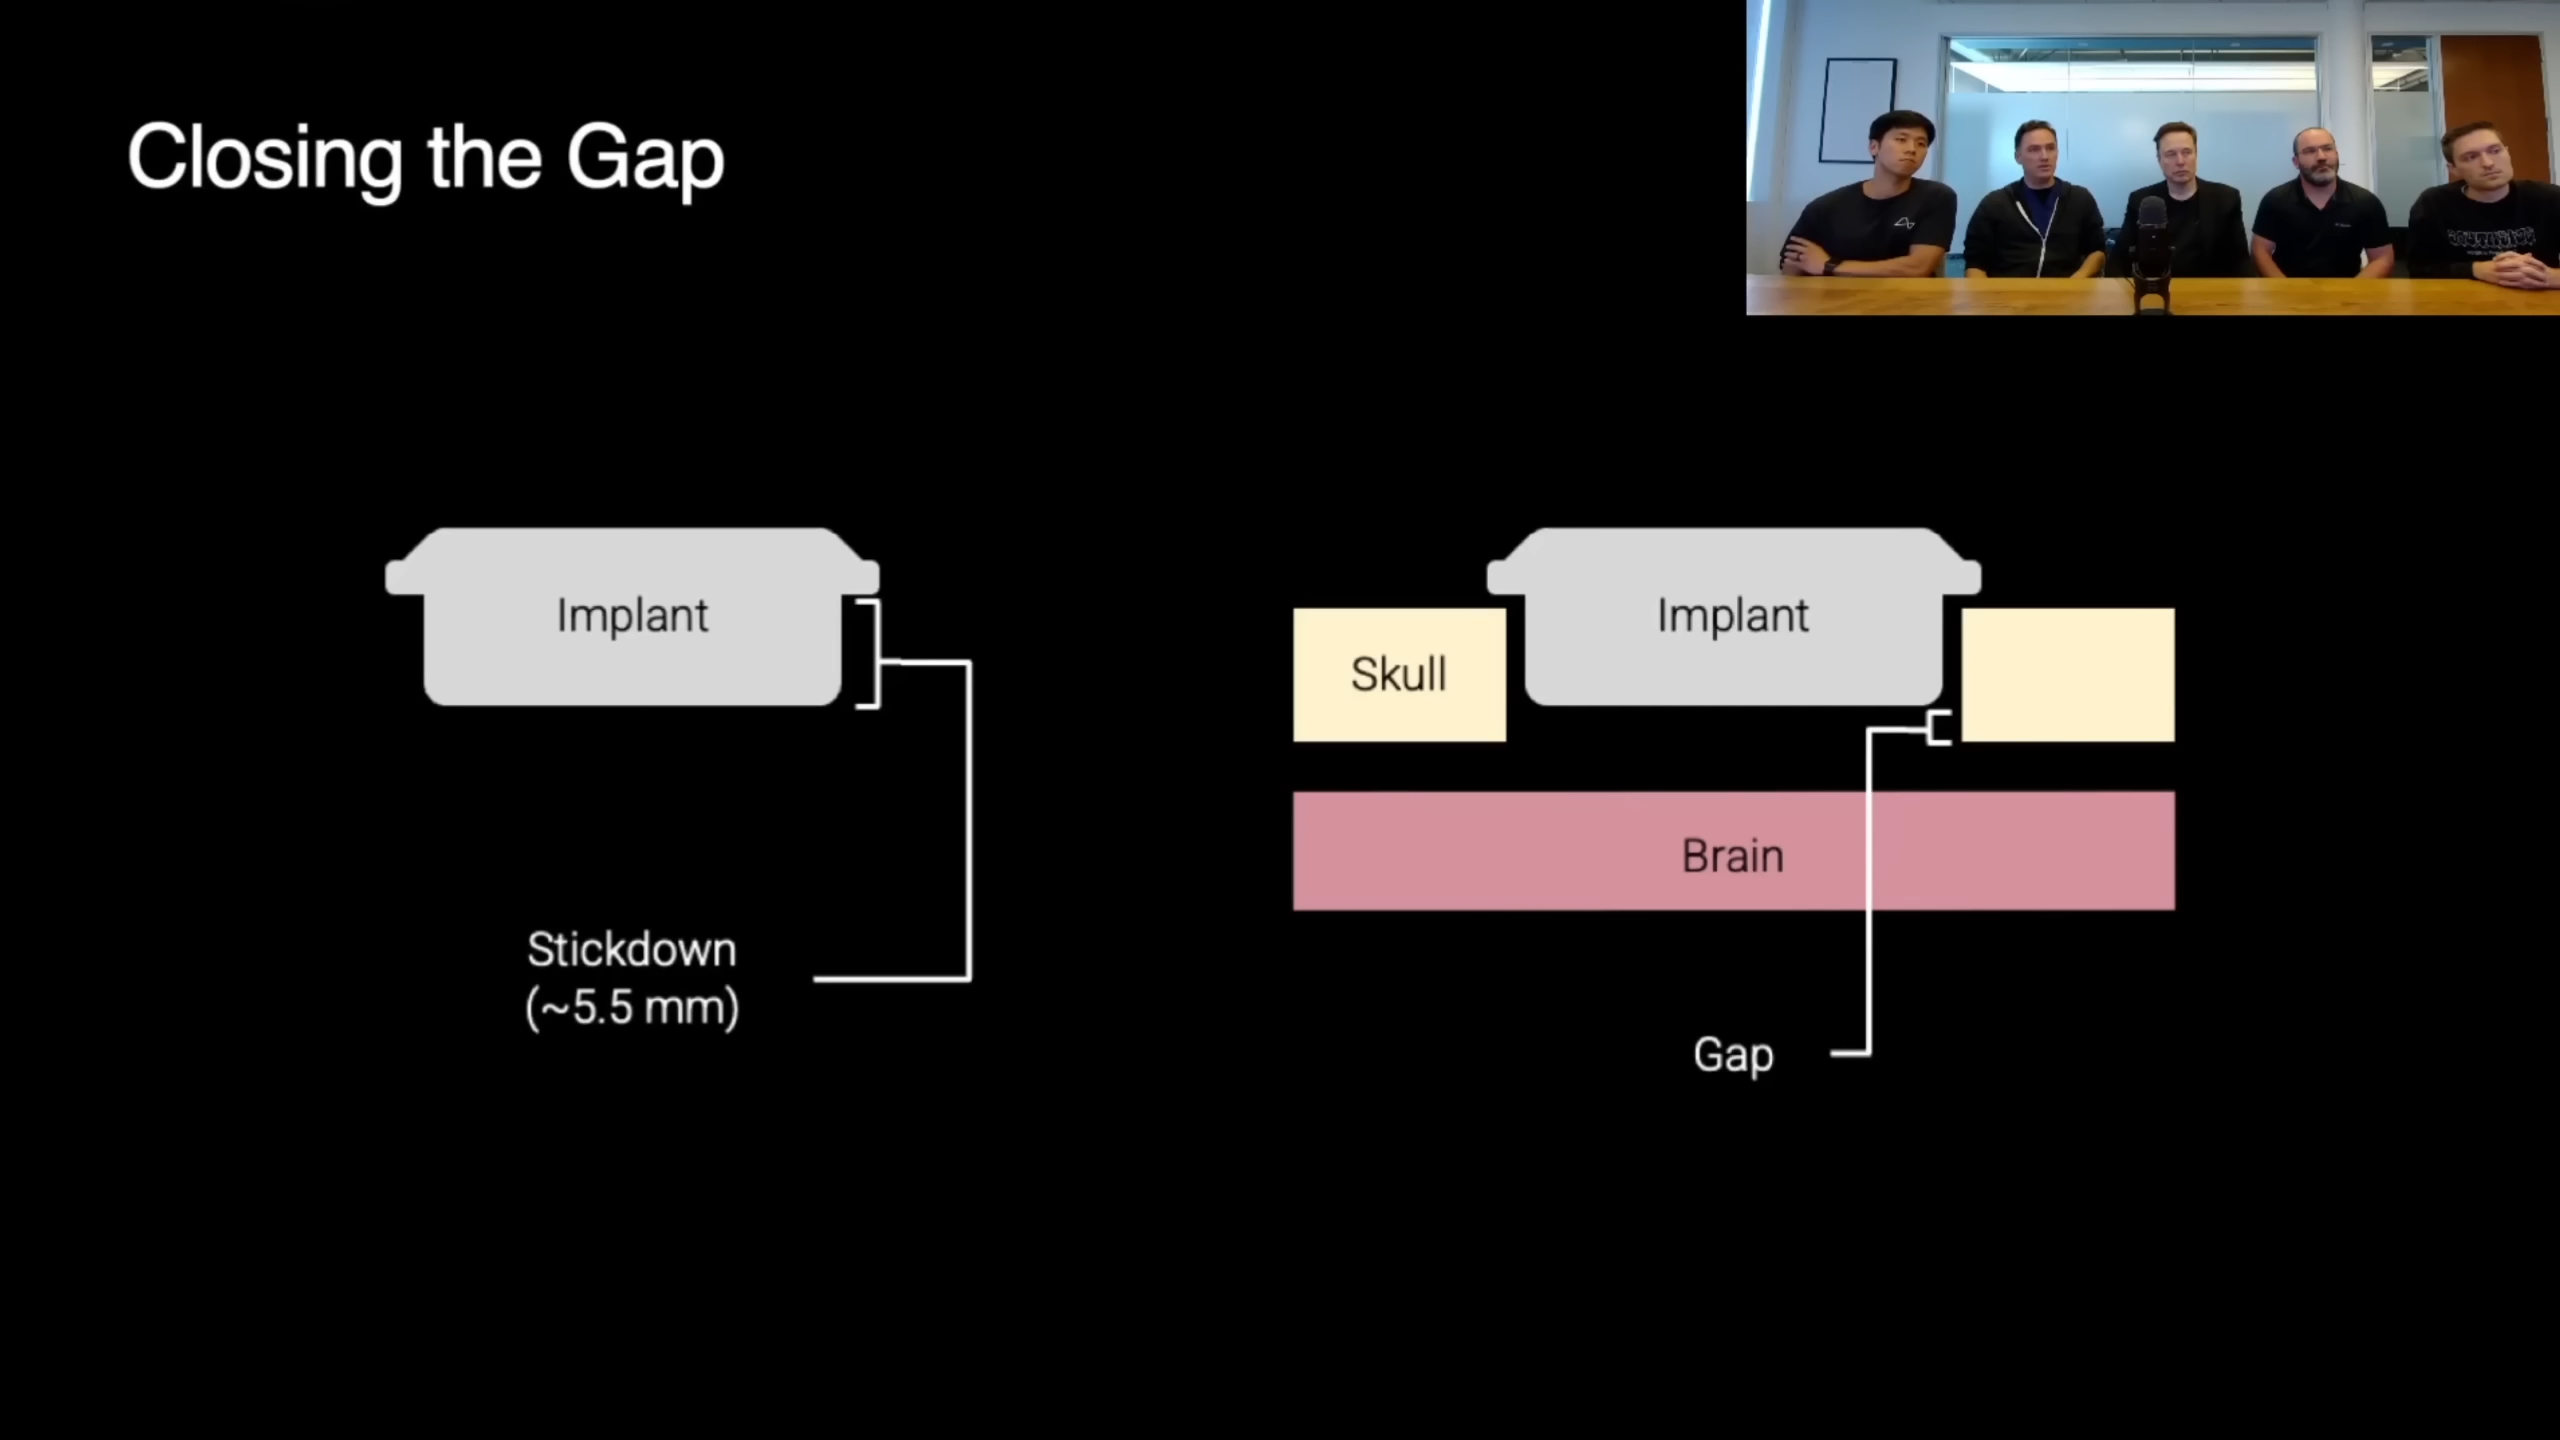 Closing the Gap
Implant
Stickdown
(~5.5 mm)
Implant
Skull
Brain
Gap